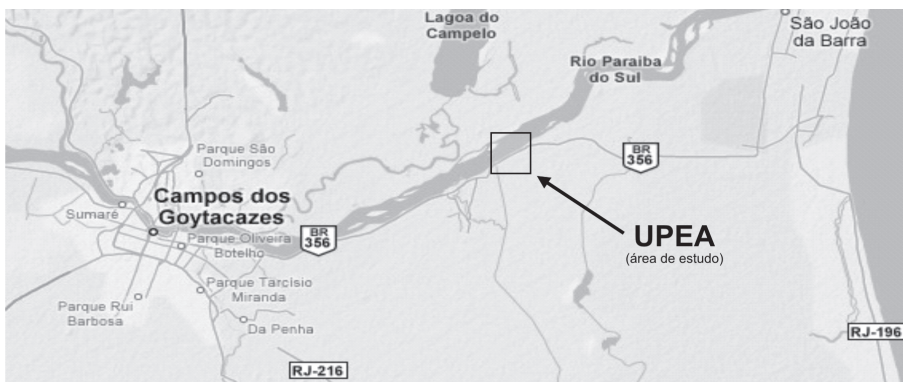 Lagoa do
Campelo
São João
da Barra
Rio Paraiba
do Sul
Parque São
Domingos
BR
356
Campos dos
Goytacazes
Sumaré
BR
356
Parque Oliveira
Botelho
UPEA
(área de estudo)
Parque Tarcísio
Miranda
Parque Rui
Barbosa
Da Penha
RJ-196
RJ-216